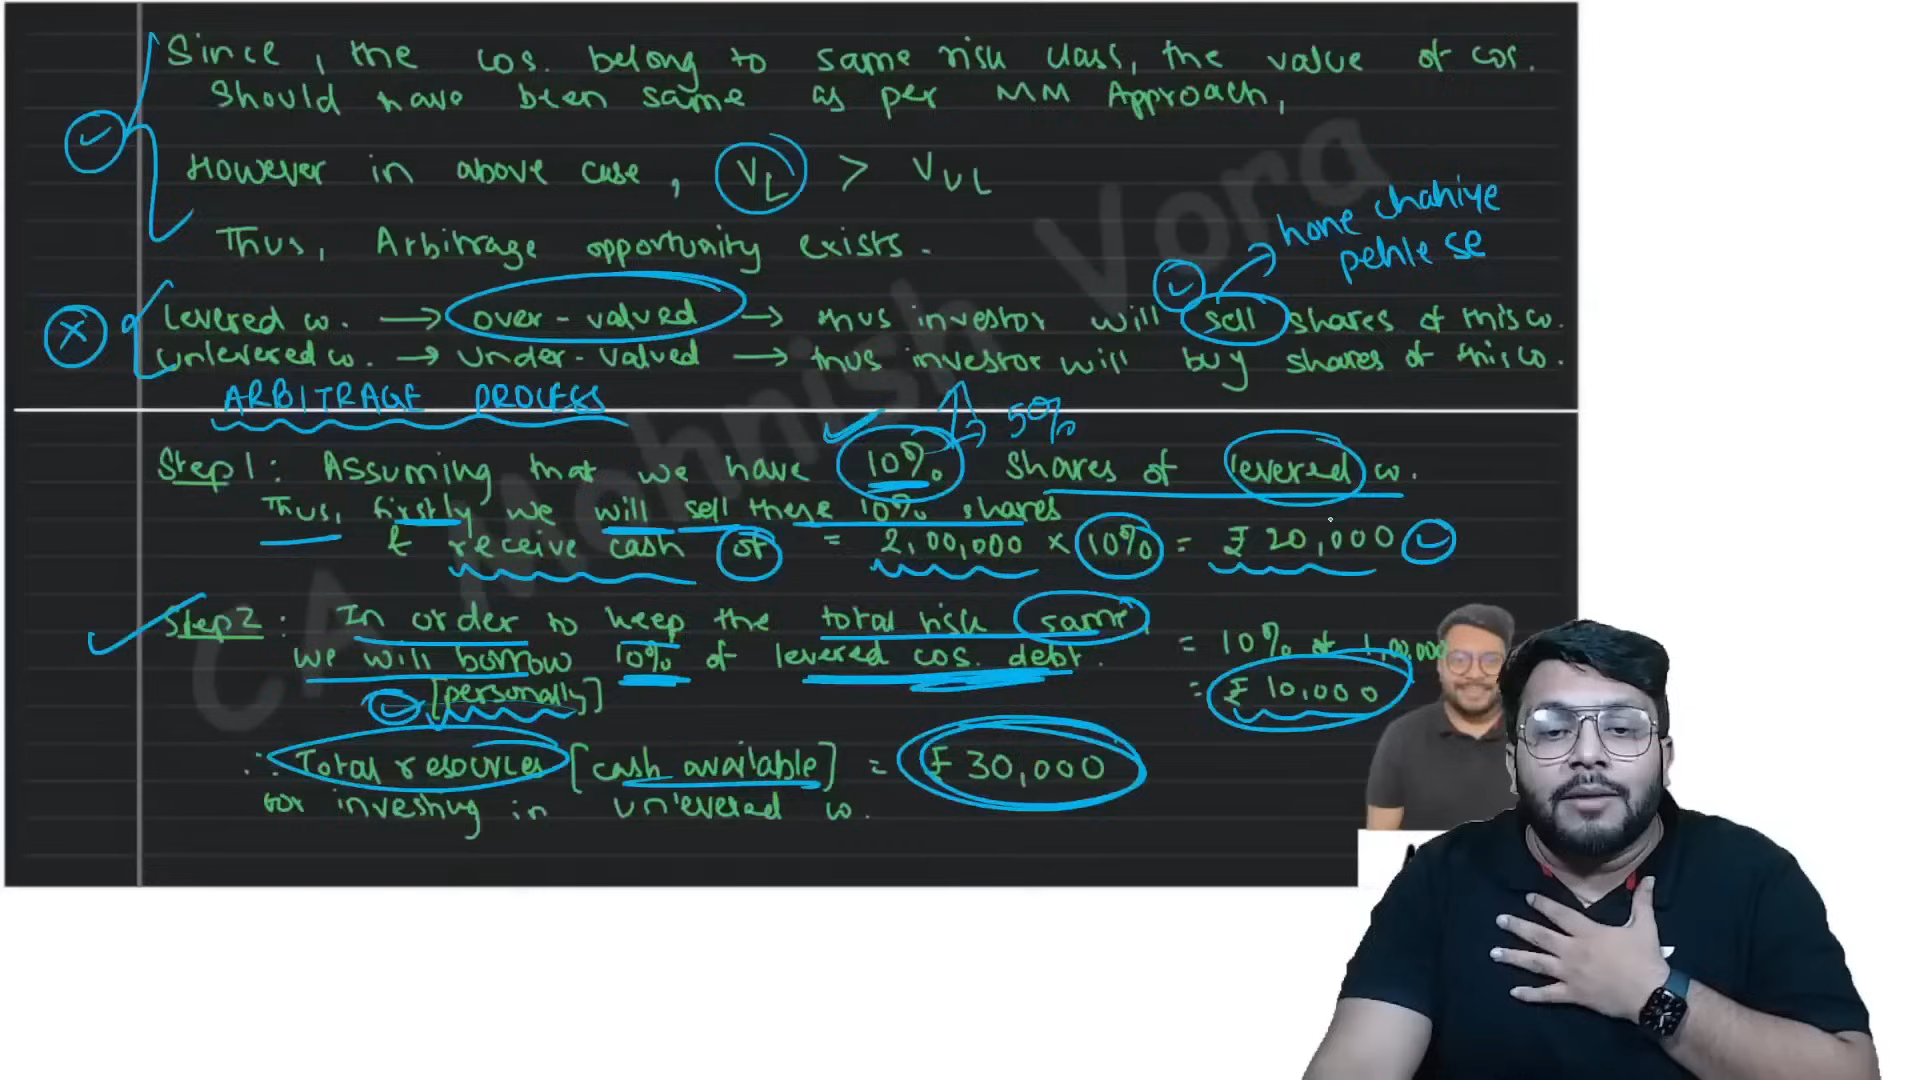 Since, the cos. belong to same risk class, the value of cos.
should have been same as per MM Approach,
However in above case, VL > VUL
hone chahiye
pehle se
Thus, Arbitrage opportunity exists.
Levered co. → over-valued → thus investor will sell shares of this co.
Unlevered co. → Under-valued → thus investor will buy shares of this co.
ARBITRAGE PROCESS
50%
Step 1: Assuming that we have 10% shares of levered co.
Thus, firstly we will sell these 10% shares
& receive cash of = 2,00,000 × 10% = ₹ 20,000
Step 2: In order to keep the total risk same,
we will borrow 10% of levered cos. debt. = 10% of 1,00,000
[personally] = ₹ 10,000
∴ Total resources [cash available] = ₹ 30,000
for investing in unlevered co.
CA Mohnish Vora